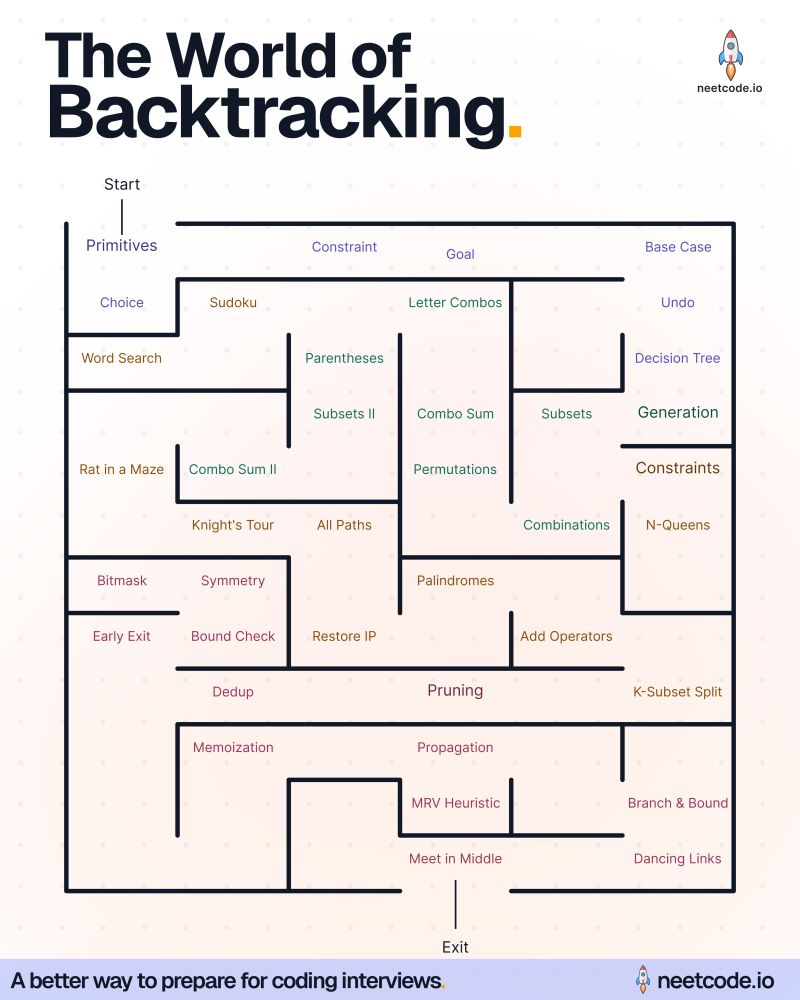 The World of
Backtracking.
neetcode.io
Start
Primitives
Constraint
Goal
Base Case
Choice
Sudoku
Letter Combos
Undo
Word Search
Parentheses
Decision Tree
Subsets II
Combo Sum
Subsets
Generation
Rat in a Maze
Combo Sum II
Permutations
Constraints
Knight's Tour
All Paths
Combinations
N-Queens
Bitmask
Symmetry
Palindromes
Early Exit
Bound Check
Restore IP
Add Operators
Dedup
Pruning
K-Subset Split
Memoization
Propagation
MRV Heuristic
Branch & Bound
Meet in Middle
Dancing Links
Exit
A better way to prepare for coding interviews.
neetcode.io